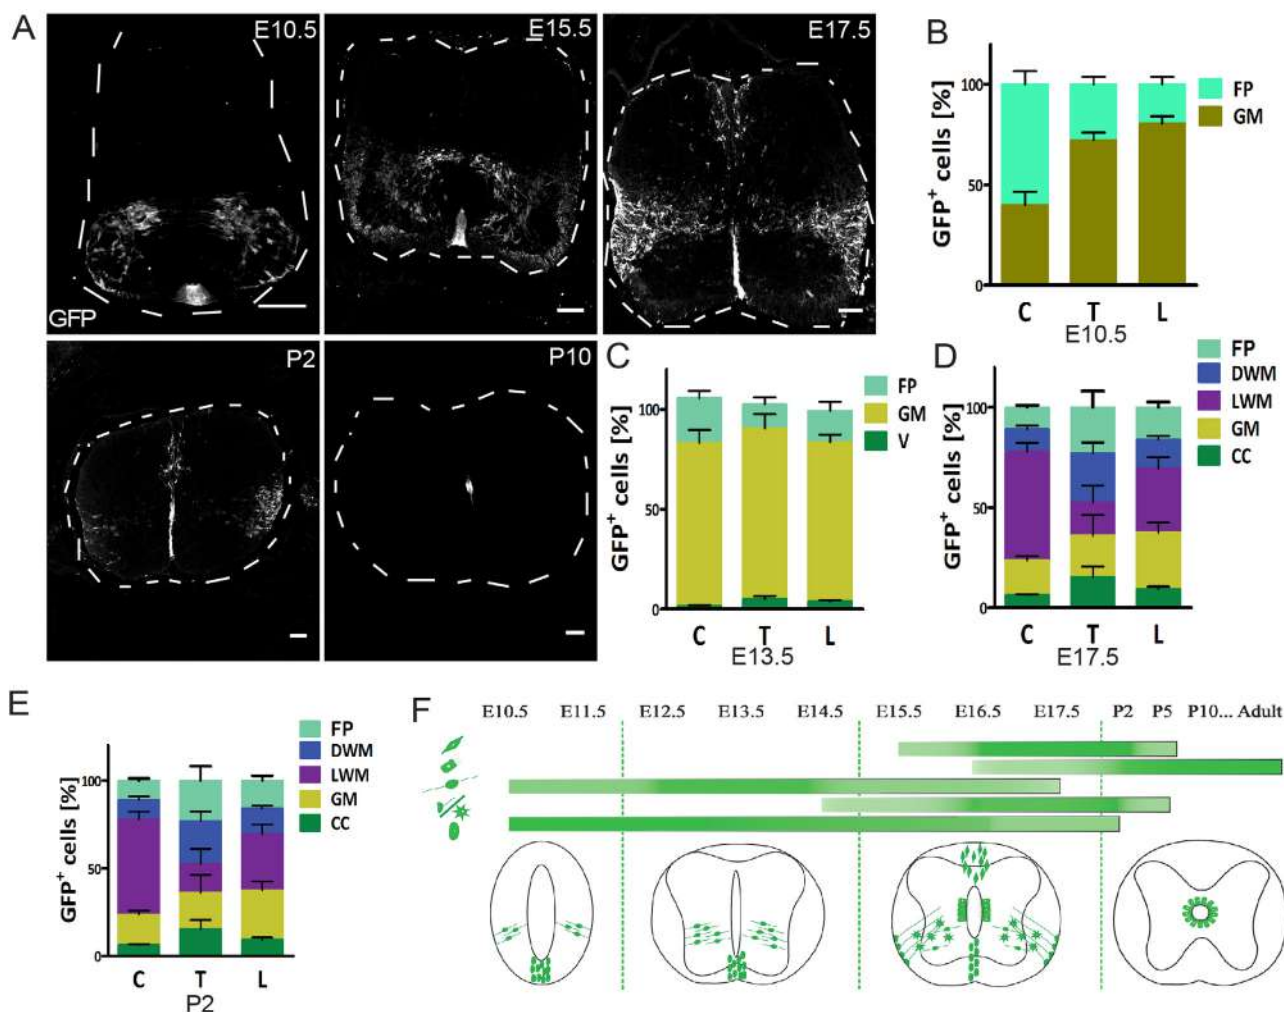 A
E10.5
E15.5
E17.5
GFP
P2
P10
B
GFP+ cells [%]
100
50
0
FP
GM
C T L
E10.5
C
GFP+ cells [%]
100
50
0
FP
GM
V
C T L
E13.5
D
GFP+ cells [%]
100
50
0
FP
DWM
LWM
GM
CC
C T L
E17.5
E
GFP+ cells [%]
100
50
0
FP
DWM
LWM
GM
CC
C T L
P2
F
E10.5 E11.5 E12.5 E13.5 E14.5 E15.5 E16.5 E17.5 P2 P5 P10... Adult